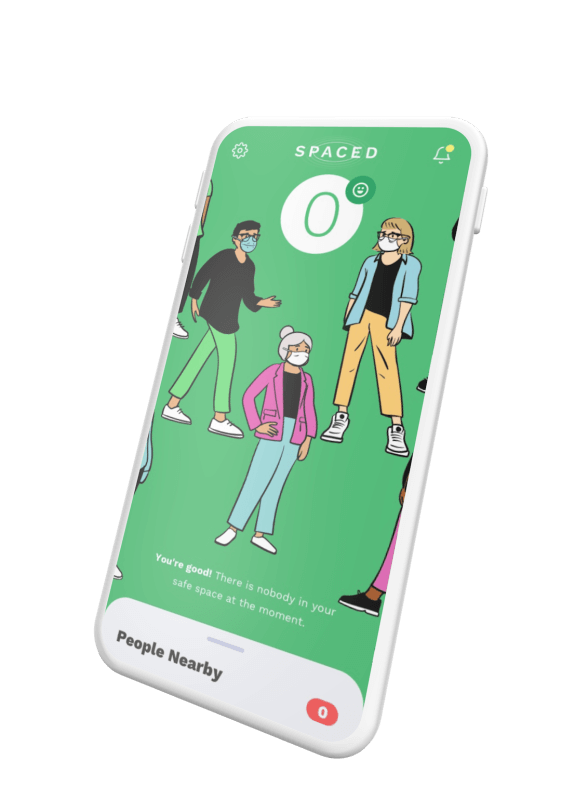 SPACED
0
You're good! There is nobody in your
safe space at the moment.
People Nearby
0